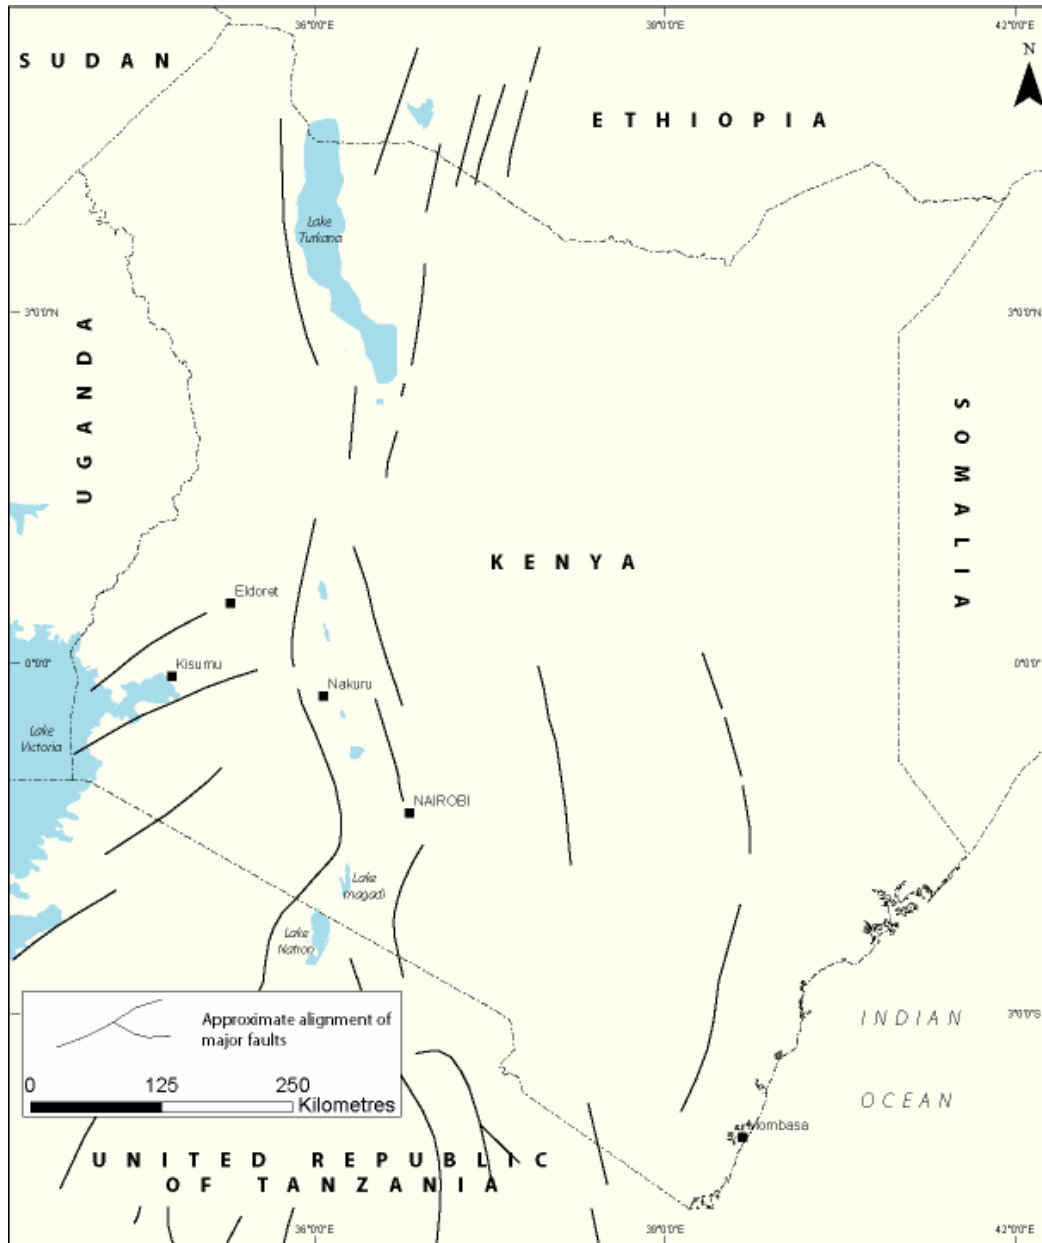 36°0'0"E
39°0'0"E
42°0'0"E
N
SUDAN
ETHIOPIA
Lake
Turkana
3°0'0"N
3°0'0"N
UGANDA
SOMALIA
KENYA
Eldoret
Kisumu
0°0'0"
0°0'0"
Nakuru
Lake
Victoria
NAIROBI
Lake
magadi
Lake
Natron
Approximate alignment of
major faults
INDIAN
3°0'0"S
OCEAN
0 125 250
Kilometres
Mombasa
UNITED REPUBLIC
OF TANZANIA
36°0'0"E
39°0'0"E
42°0'0"E